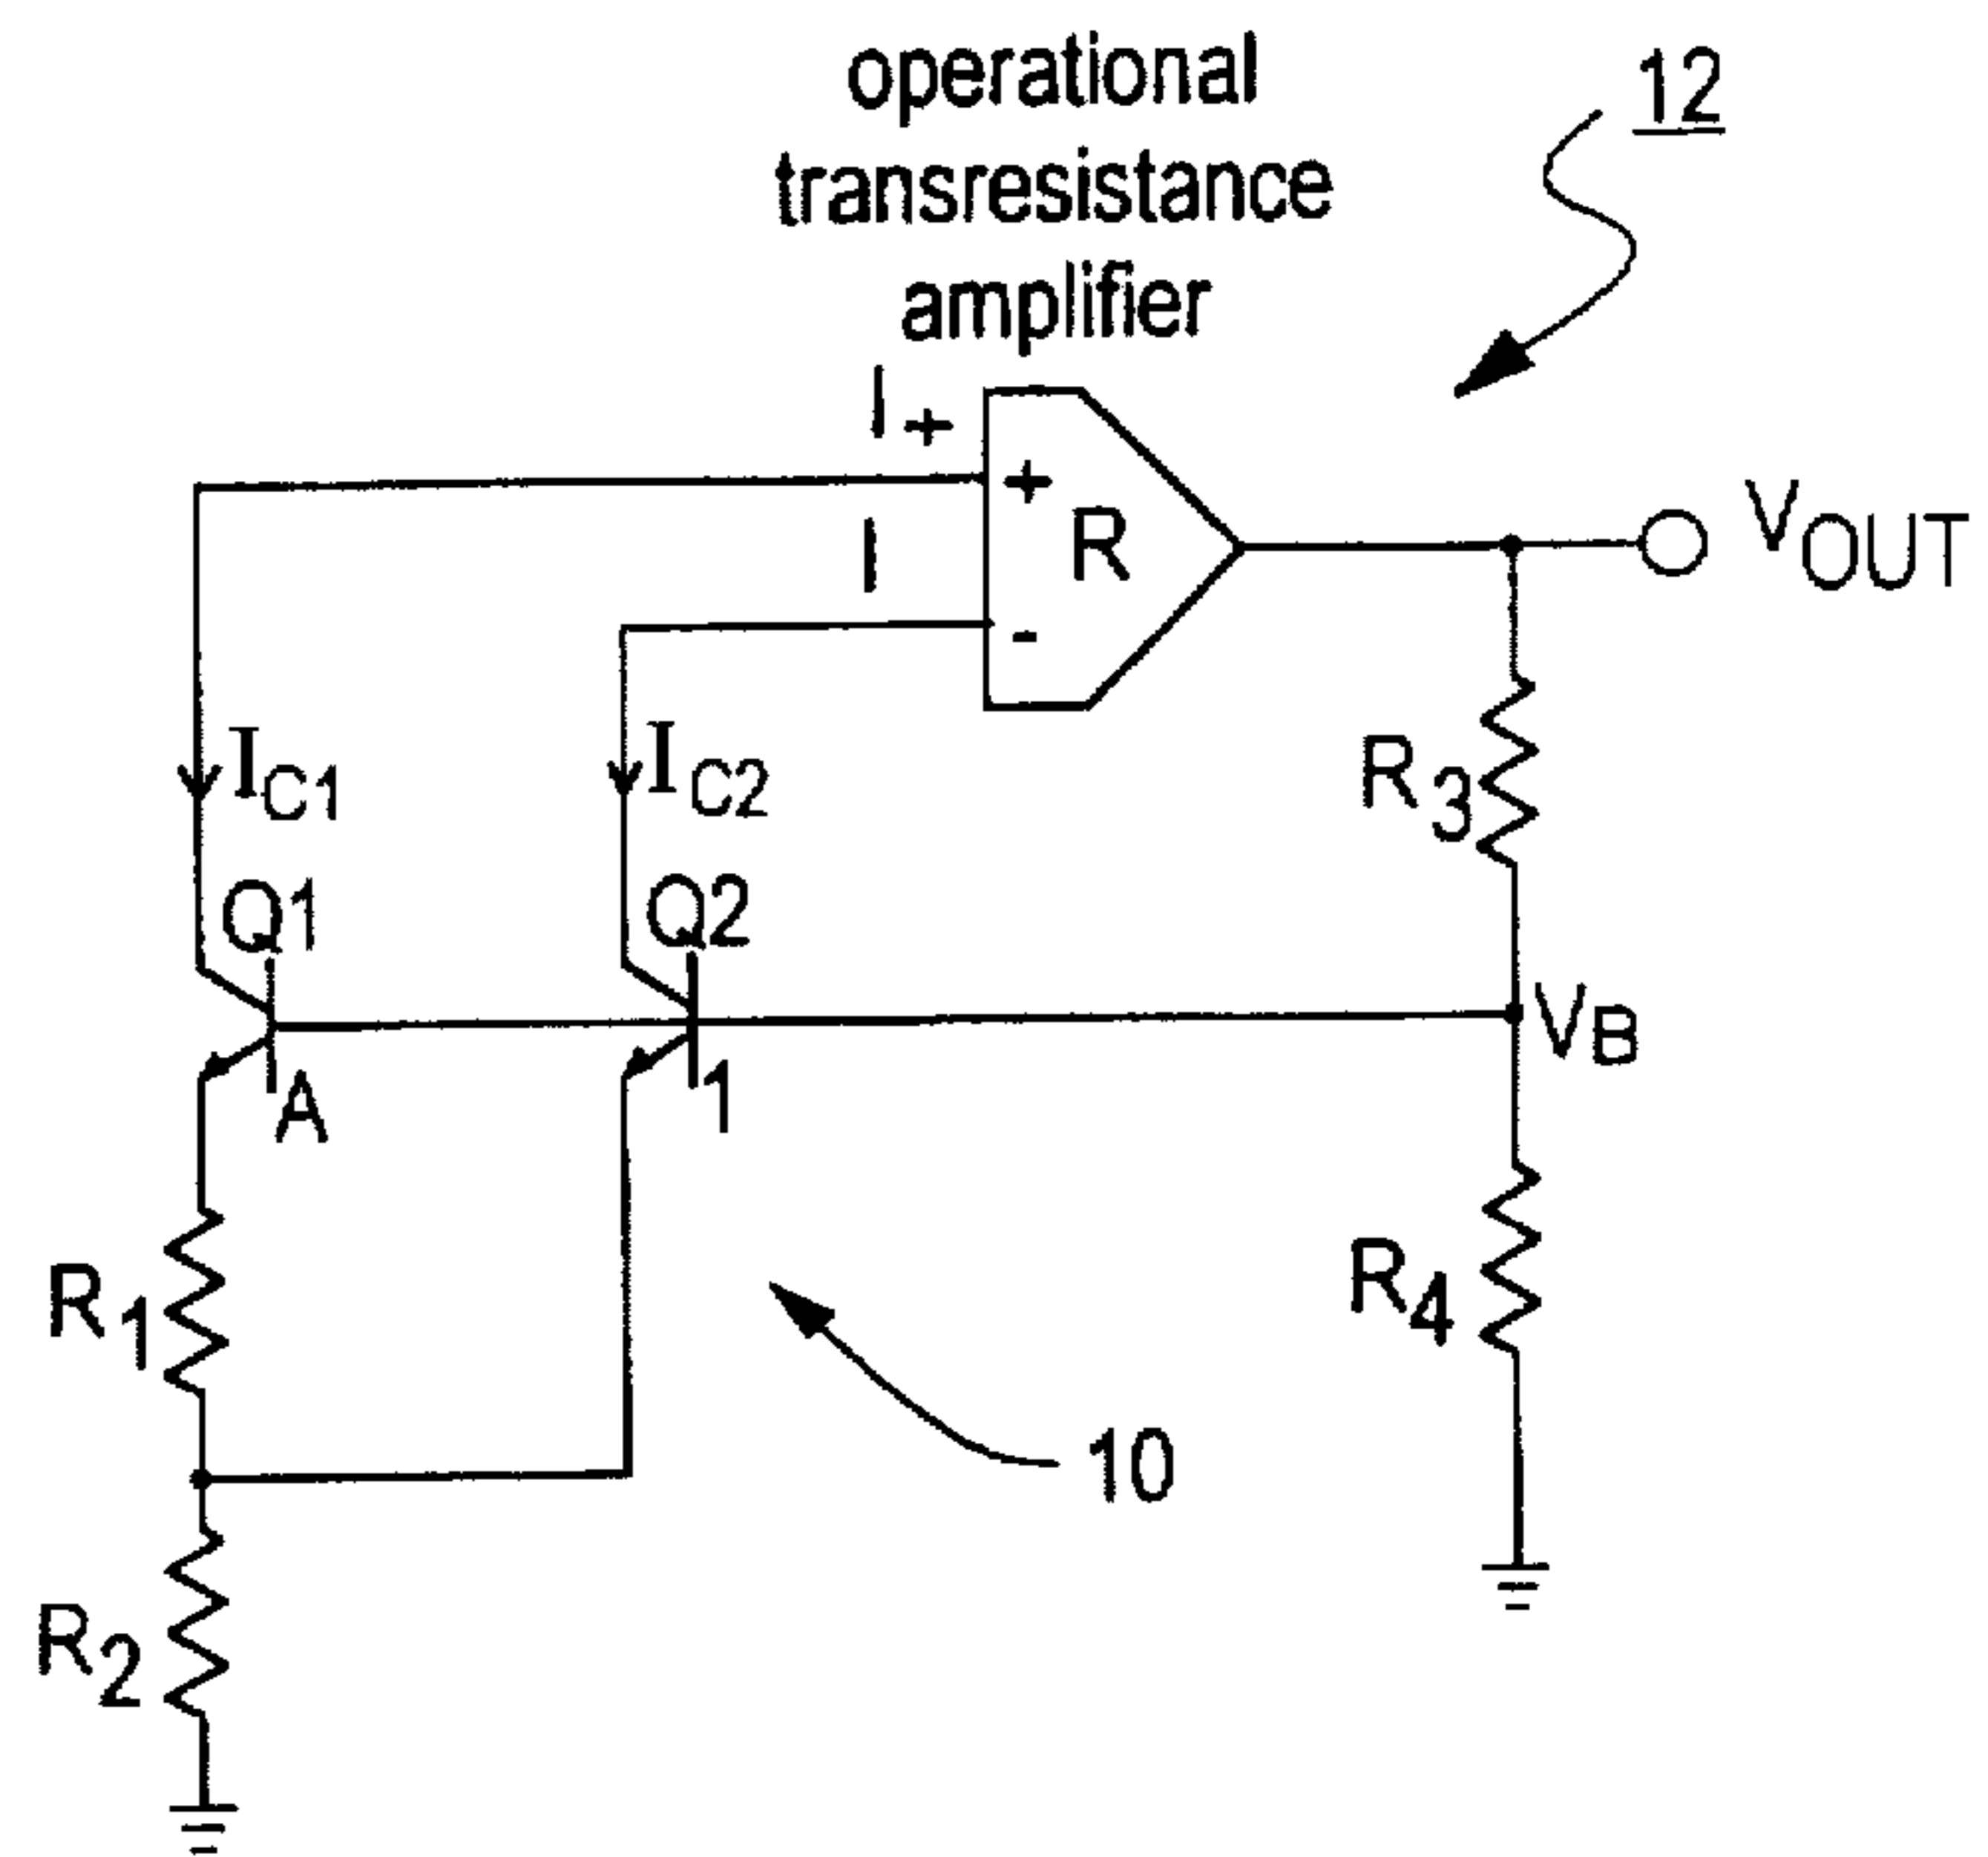 operational
transresistance
amplifier
12
I+
+
R
I
-
VOUT
IC1
IC2
R3
Q1
Q2
VB
A
1
R1
R4
10
R2